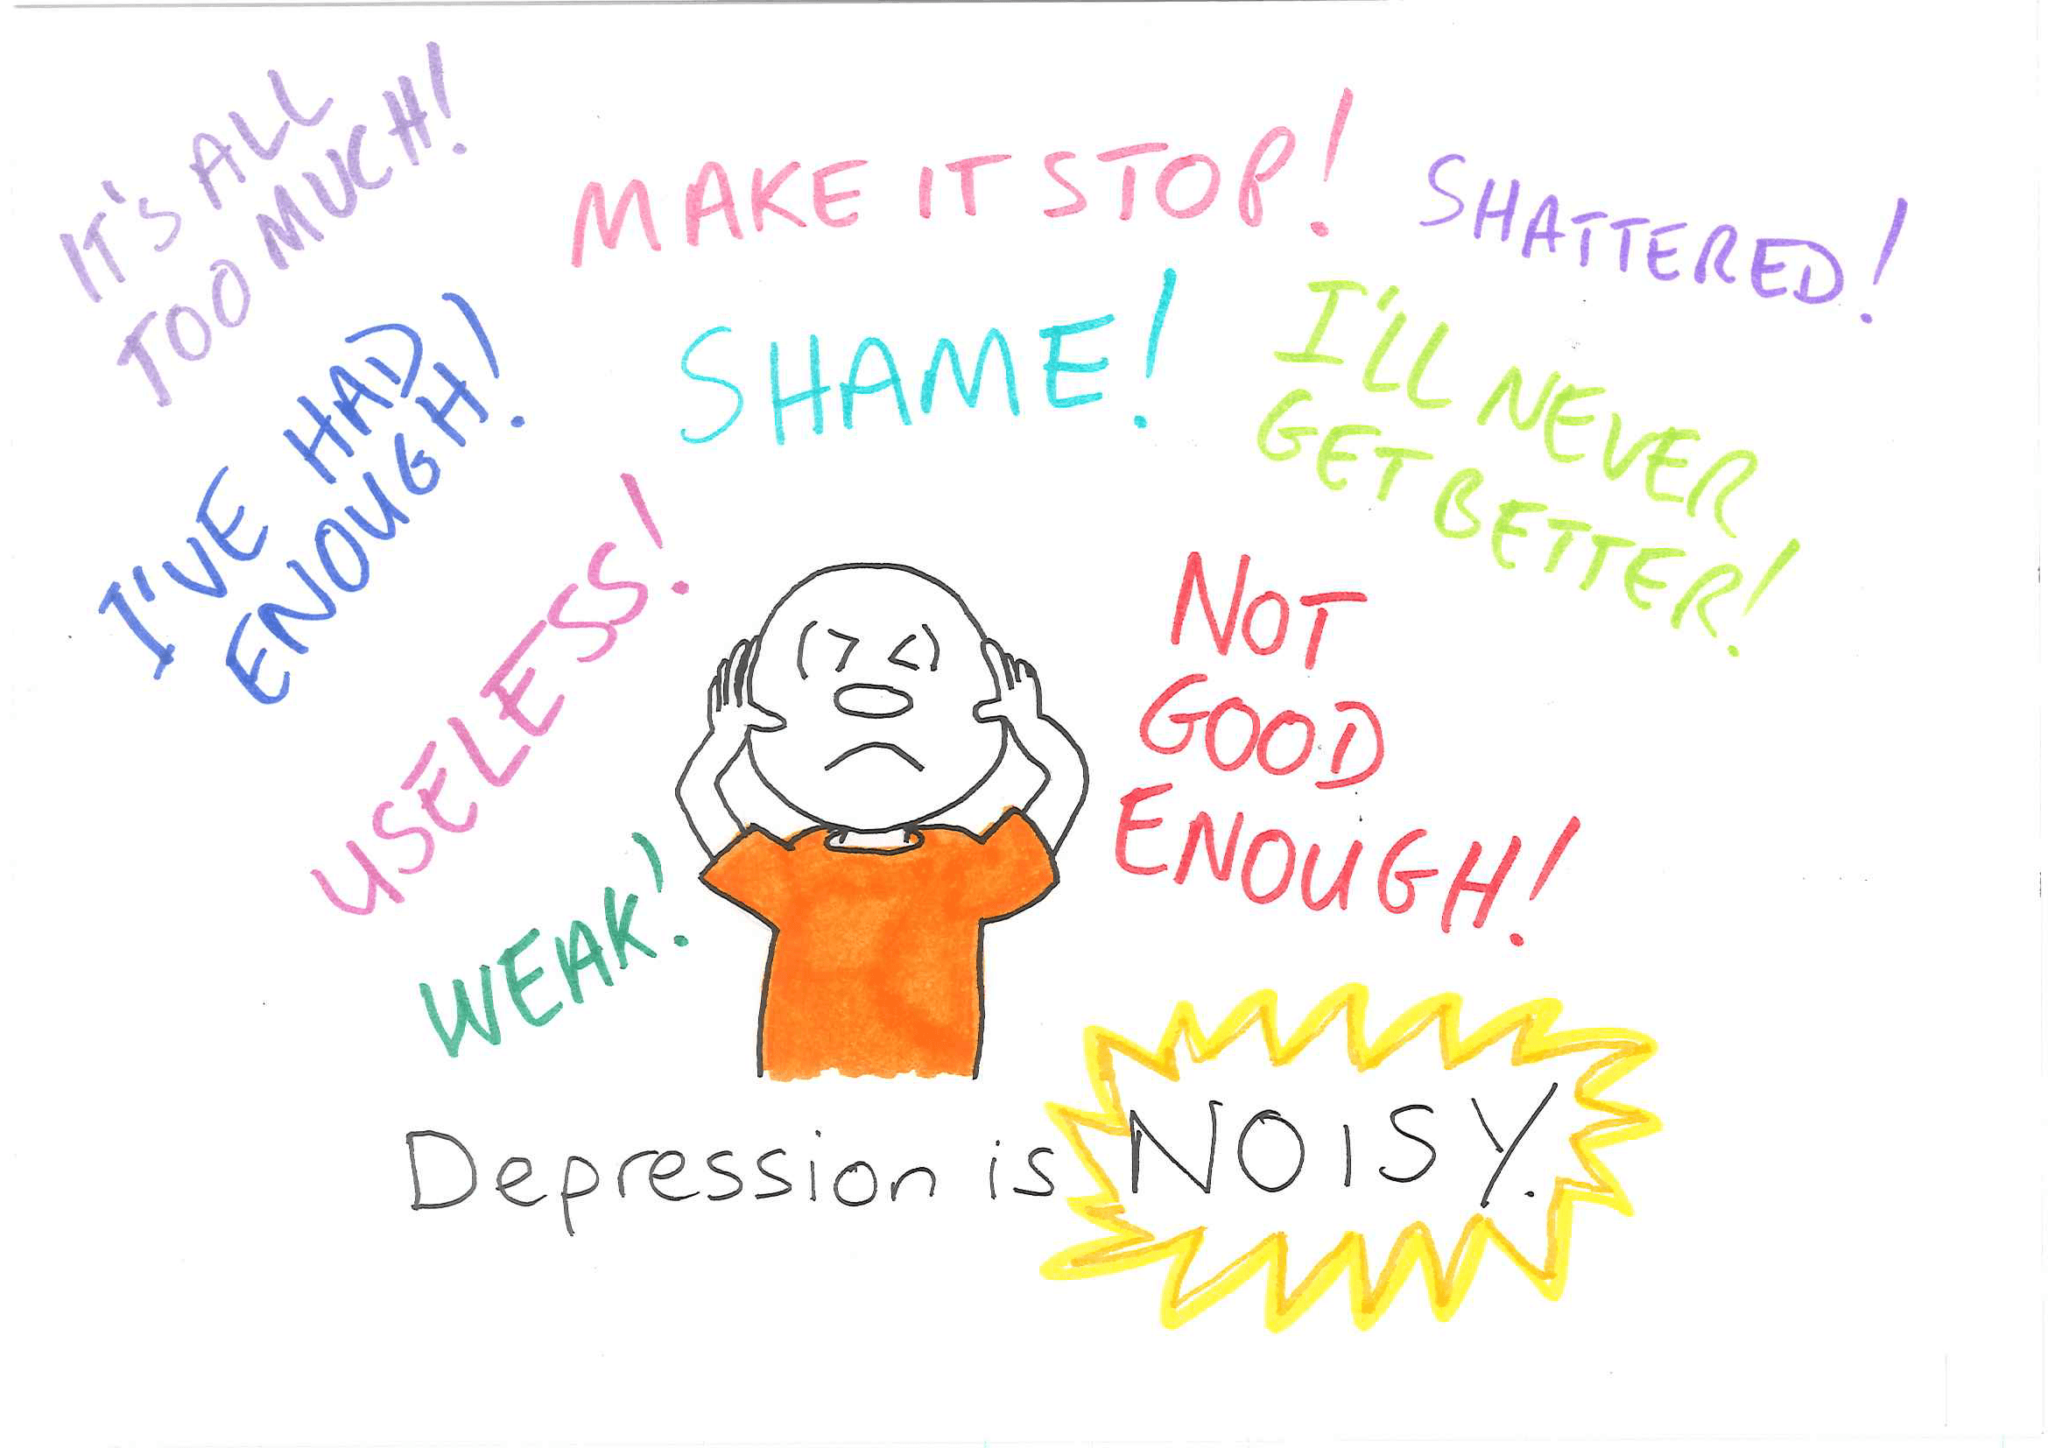 IT'S ALL
TOO MUCH!
MAKE IT STOP!
SHATTERED!
I'VE HAD
ENOUGH!
SHAME!
I'LL NEVER
GET BETTER!
USELESS!
NOT
GOOD
ENOUGH!
WEAK!
Depression is NOISY.